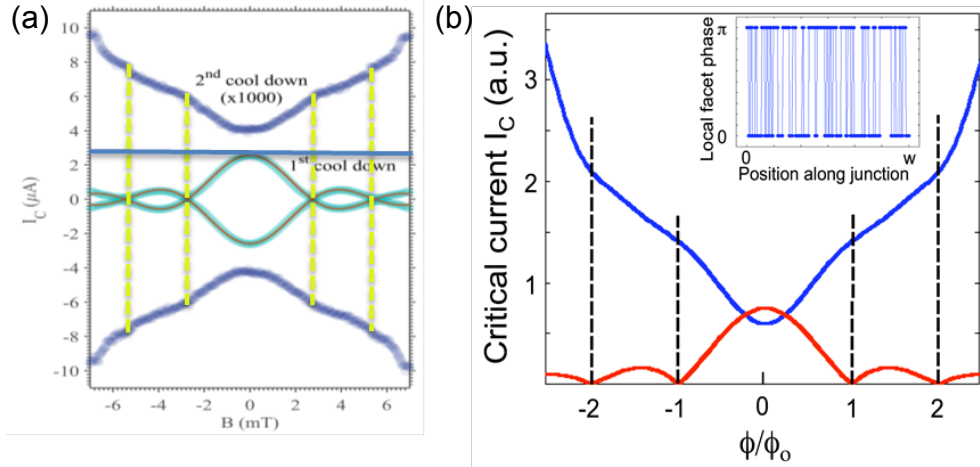 (a)
I_C (µA)
10
8
6
4
2
0
-2
-4
-6
-8
-10
2nd cool down
(x1000)
1st cool down
-6 -4 -2 0 2 4 6
B (mT)
(b)
Critical current I_C (a.u.)
3
2
1
-2 -1 0 1 2
ϕ/ϕo
Local facet phase
π
0
0 W
Position along junction